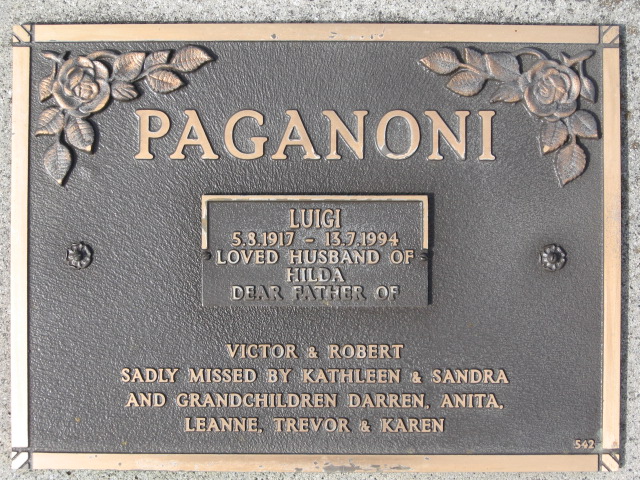 PAGANONI
LUIGI
5.3.1917 - 13.7.1994
LOVED HUSBAND OF
HILDA
DEAR FATHER OF
VICTOR & ROBERT
SADLY MISSED BY KATHLEEN & SANDRA
AND GRANDCHILDREN DARREN, ANITA,
LEANNE, TREVOR & KAREN
542